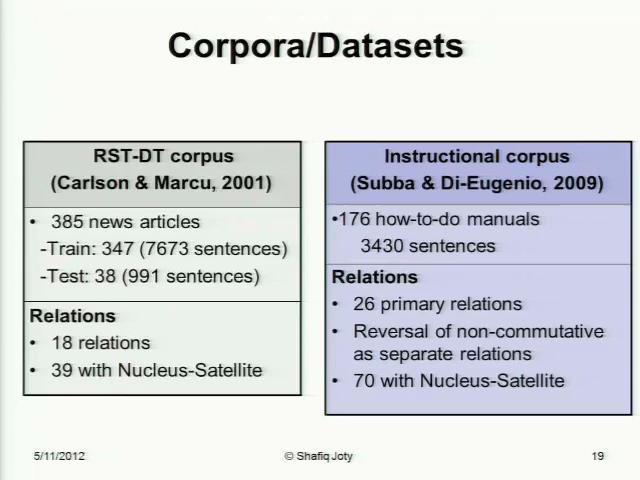 Corpora/Datasets
RST-DT corpus
(Carlson & Marcu, 2001)
• 385 news articles
-Train: 347 (7673 sentences)
-Test: 38 (991 sentences)
Relations
• 18 relations
• 39 with Nucleus-Satellite
Instructional corpus
(Subba & Di-Eugenio, 2009)
•176 how-to-do manuals
3430 sentences
Relations
• 26 primary relations
• Reversal of non-commutative
as separate relations
• 70 with Nucleus-Satellite
5/11/2012
© Shafiq Joty
19